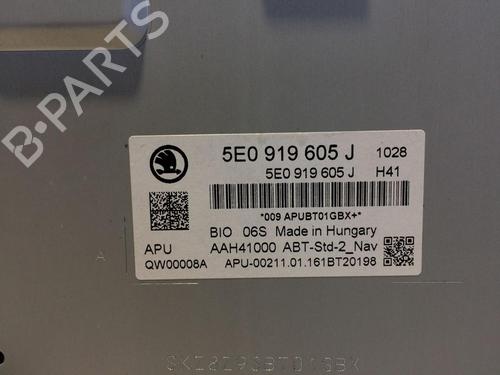 B-PARTS
5E0 919 605 J 1028
5E0 919 605 J H41
*009 APUBT01GBX+*
BIO 06S Made in Hungary
APU AAH41000 ABT-Std-2_Nav
QW00008A APU-00211.01.161BT20198
A